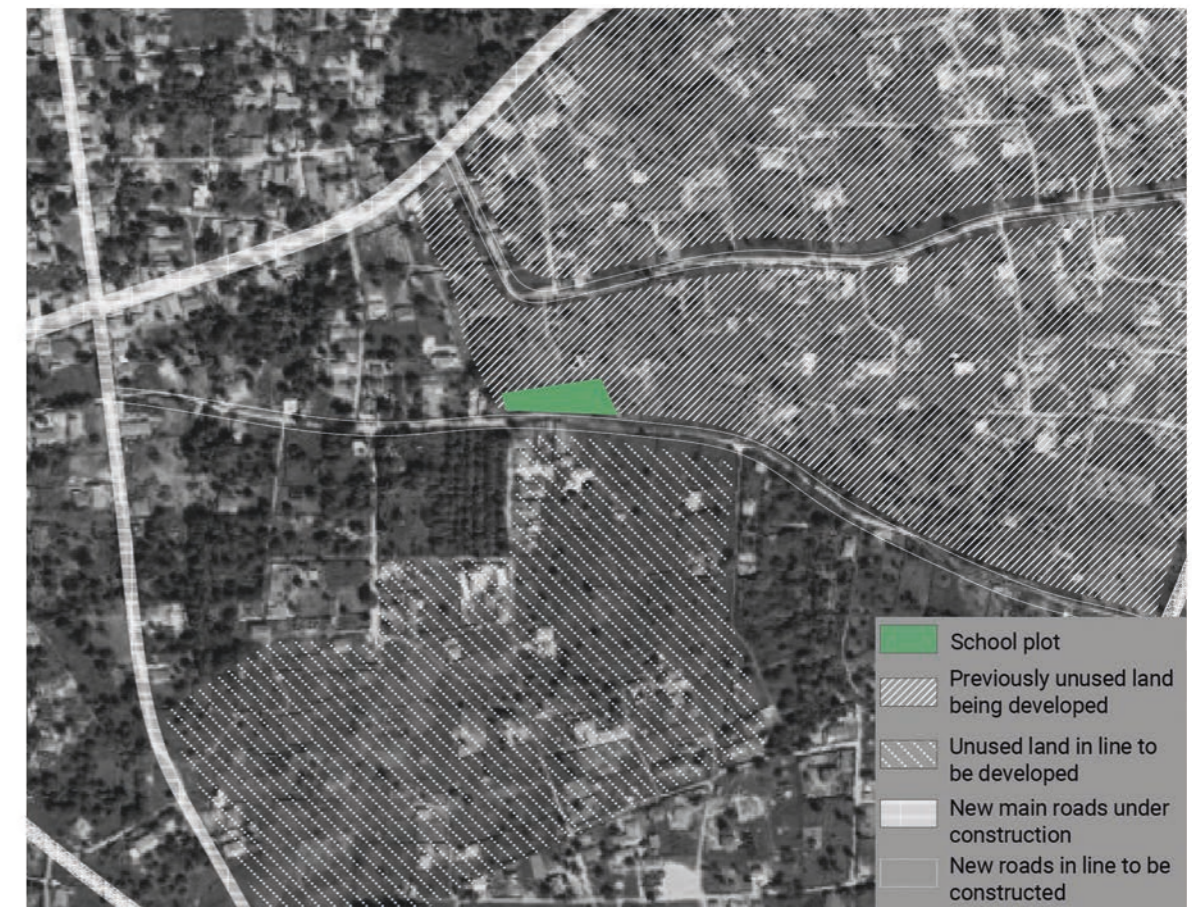 School plot
Previously unused land
being developed
Unused land in line to
be developed
New main roads under
construction
New roads in line to be
constructed